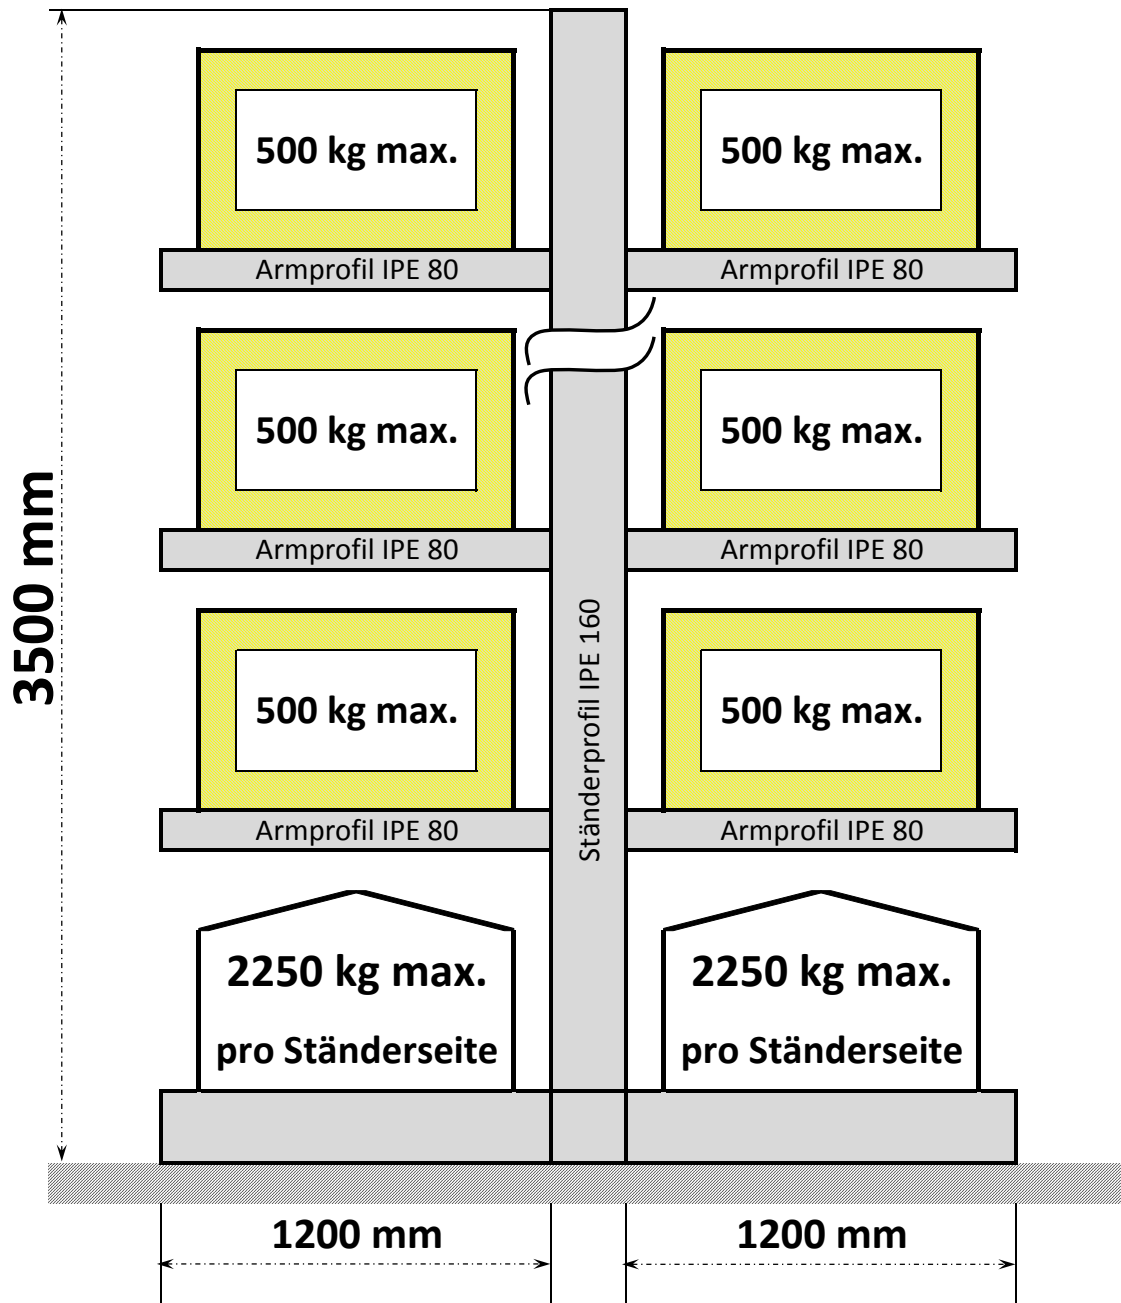 500 kg max.
500 kg max.
Armprofil IPE 80
Armprofil IPE 80
500 kg max.
500 kg max.
Armprofil IPE 80
Armprofil IPE 80
3500 mm
Ständerprofil IPE 160
500 kg max.
500 kg max.
Armprofil IPE 80
Armprofil IPE 80
2250 kg max.
pro Ständerseite
2250 kg max.
pro Ständerseite
1200 mm
1200 mm